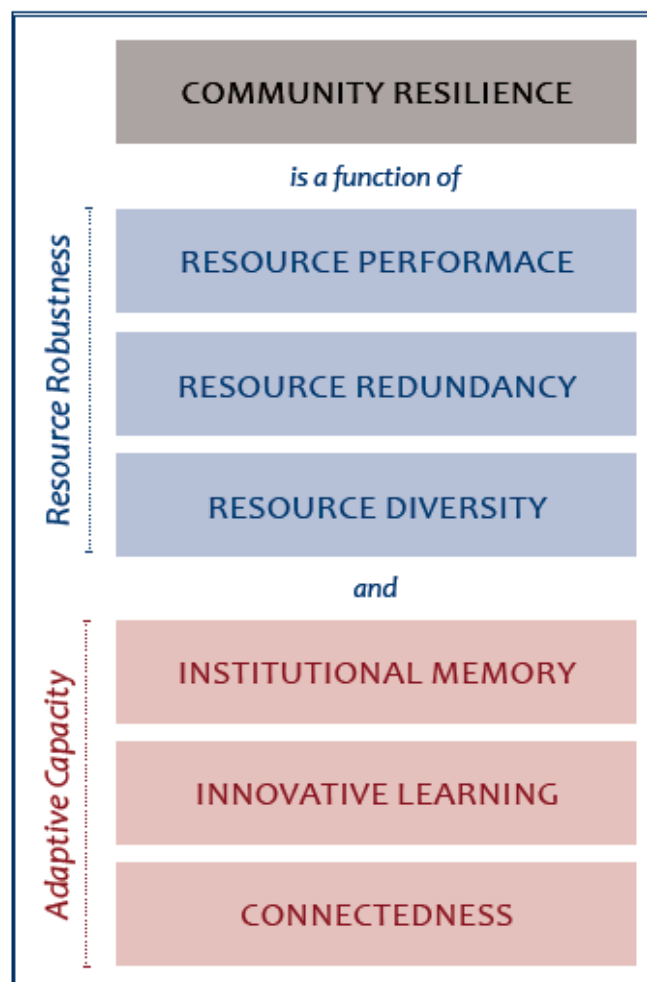 COMMUNITY RESILIENCE
is a function of
Resource Robustness
RESOURCE PERFORMACE
RESOURCE REDUNDANCY
RESOURCE DIVERSITY
and
Adaptive Capacity
INSTITUTIONAL MEMORY
INNOVATIVE LEARNING
CONNECTEDNESS